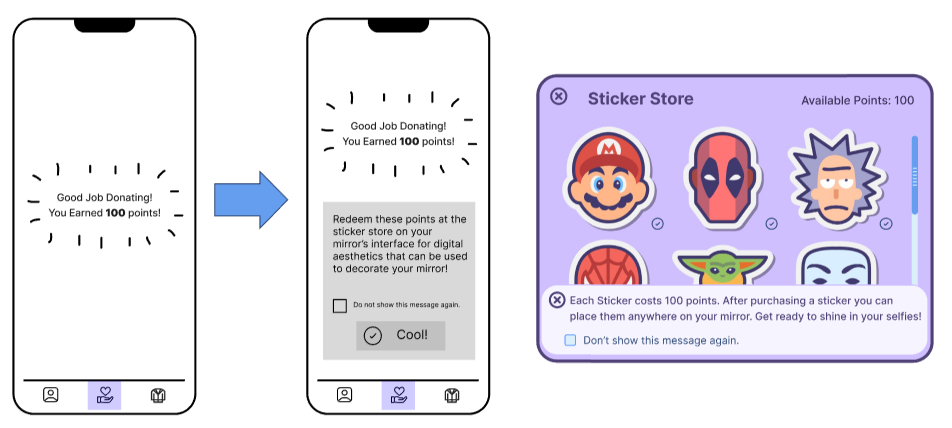 Good Job Donating!
You Earned 100 points!
Good Job Donating!
You Earned 100 points!
Redeem these points at the
sticker store on your
mirror's interface for digital
aesthetics that can be used
to decorate your mirror!
Do not show this message again.
Cool!
Sticker Store
Available Points: 100
M
Each Sticker costs 100 points. After purchasing a sticker you can
place them anywhere on your mirror. Get ready to shine in your selfies!
Don't show this message again.